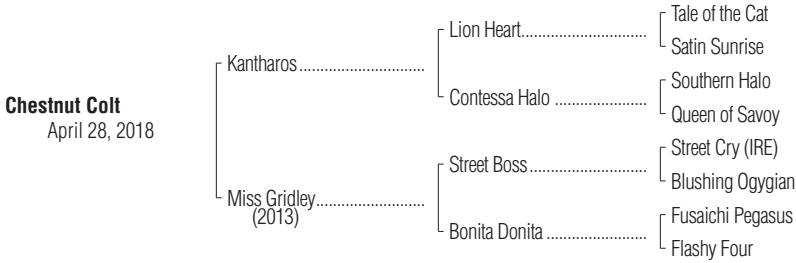 Chestnut Colt
April 28, 2018
Kantharos..............................
Miss Gridley..........................
(2013)
Lion Heart..............................
Contessa Halo ......................
Street Boss............................
Bonita Donita ........................
Tale of the Cat
Satin Sunrise
Southern Halo
Queen of Savoy
Street Cry (IRE)
Blushing Ogygian
Fusaichi Pegasus
Flashy Four